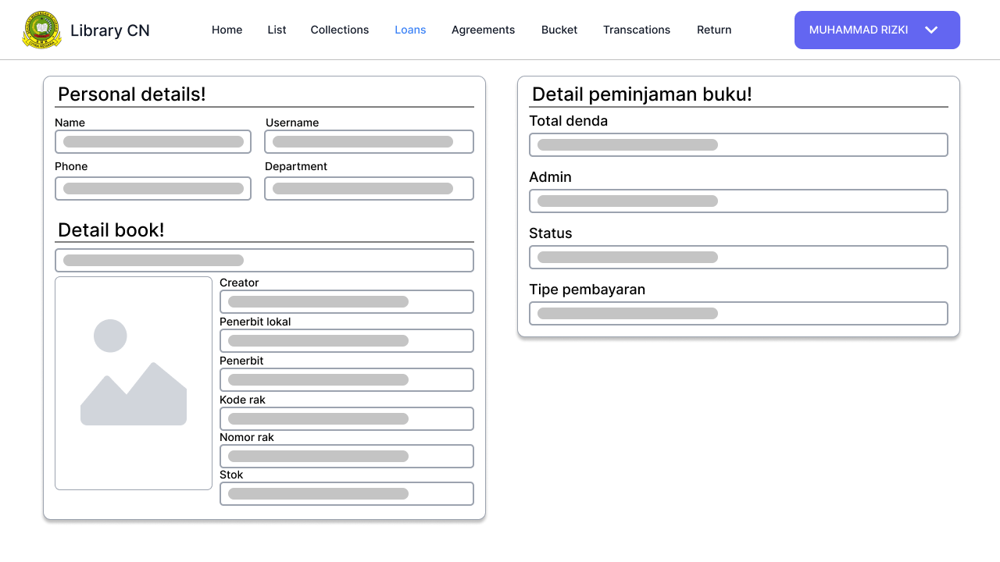 Library CN
Home List Collections Loans Agreements Bucket Transcations Return
MUHAMMAD RIZKI
Personal details!
Name Username
Phone Department
Detail book!
Creator
Penerbit lokal
Penerbit
Kode rak
Nomor rak
Stok
Detail peminjaman buku!
Total denda
Admin
Status
Tipe pembayaran